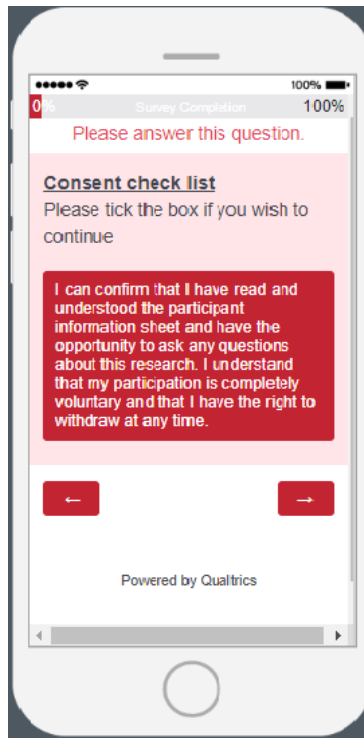 100%
0% Survey Completion 100%
Please answer this question.
Consent check list
Please tick the box if you wish to
continue
I can confirm that I have read and
understood the participant
information sheet and have the
opportunity to ask any questions
about this research. I understand
that my participation is completely
voluntary and that I have the right to
withdraw at any time.
←
→
Powered by Qualtrics